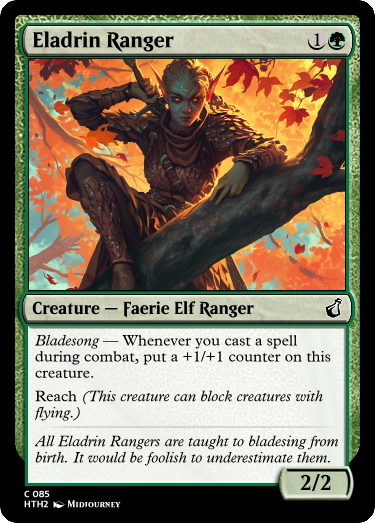 Eladrin Ranger 1
Creature — Faerie Elf Ranger
Bladesong — Whenever you cast a spell
during combat, put a +1/+1 counter on this
creature.
Reach (This creature can block creatures with
flying.)
All Eladrin Rangers are taught to bladesing from
birth. It would be foolish to underestimate them.
2/2
C 085
HTH2 Midjourney